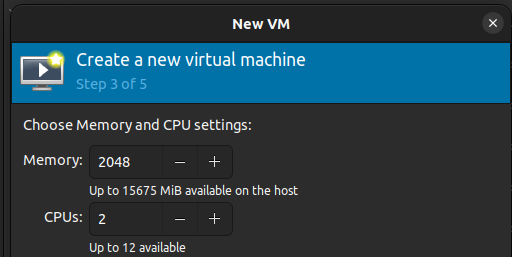 New VM
Create a new virtual machine
Step 3 of 5
Choose Memory and CPU settings:
Memory: 2048 − +
Up to 15675 MiB available on the host
CPUs: 2 − +
Up to 12 available